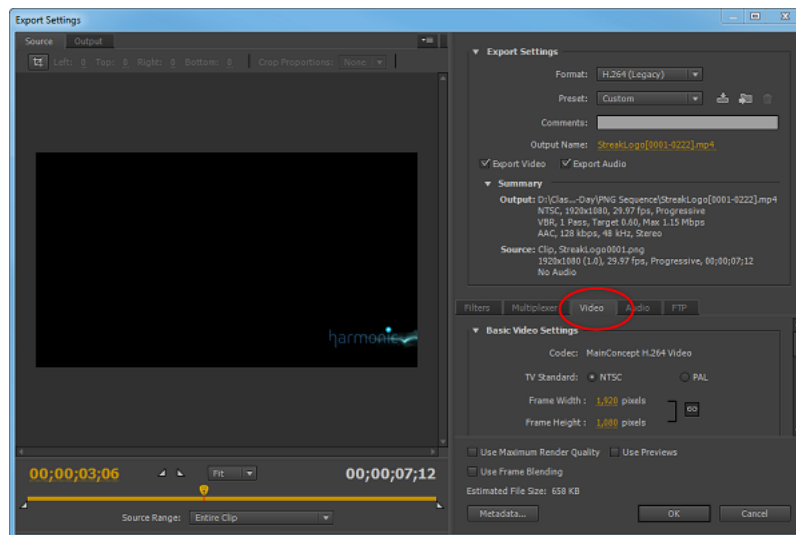 Export Settings
Source Output
Left: 0 Top: 0 Right: 0 Bottom: 0 Crop Proportions: None
harmonic
00;00;03;06 Fit 00;00;07;12
Source Range: Entire Clip
Export Settings
Format: H.264 (Legacy)
Preset: Custom
Comments:
Output Name: StreakLogo[0001-0222].mp4
Export Video Export Audio
Summary
Output: D:\Clas...-Day\PNG Sequence\StreakLogo[0001-0222].mp4
NTSC, 1920x1080, 29.97 fps, Progressive
VBR, 1 Pass, Target 0.60, Max 1.15 Mbps
AAC, 128 kbps, 48 kHz, Stereo
Source: Clip, StreakLogo0001.png
1920x1080 (1.0), 29.97 fps, Progressive, 00;00;07;12
No Audio
Filters Multiplexer Video Audio FTP
Basic Video Settings
Codec: MainConcept H.264 Video
TV Standard: NTSC PAL
Frame Width : 1,920 pixels
Frame Height : 1,080 pixels
Use Maximum Render Quality Use Previews
Use Frame Blending
Estimated File Size: 658 KB
Metadata... OK Cancel